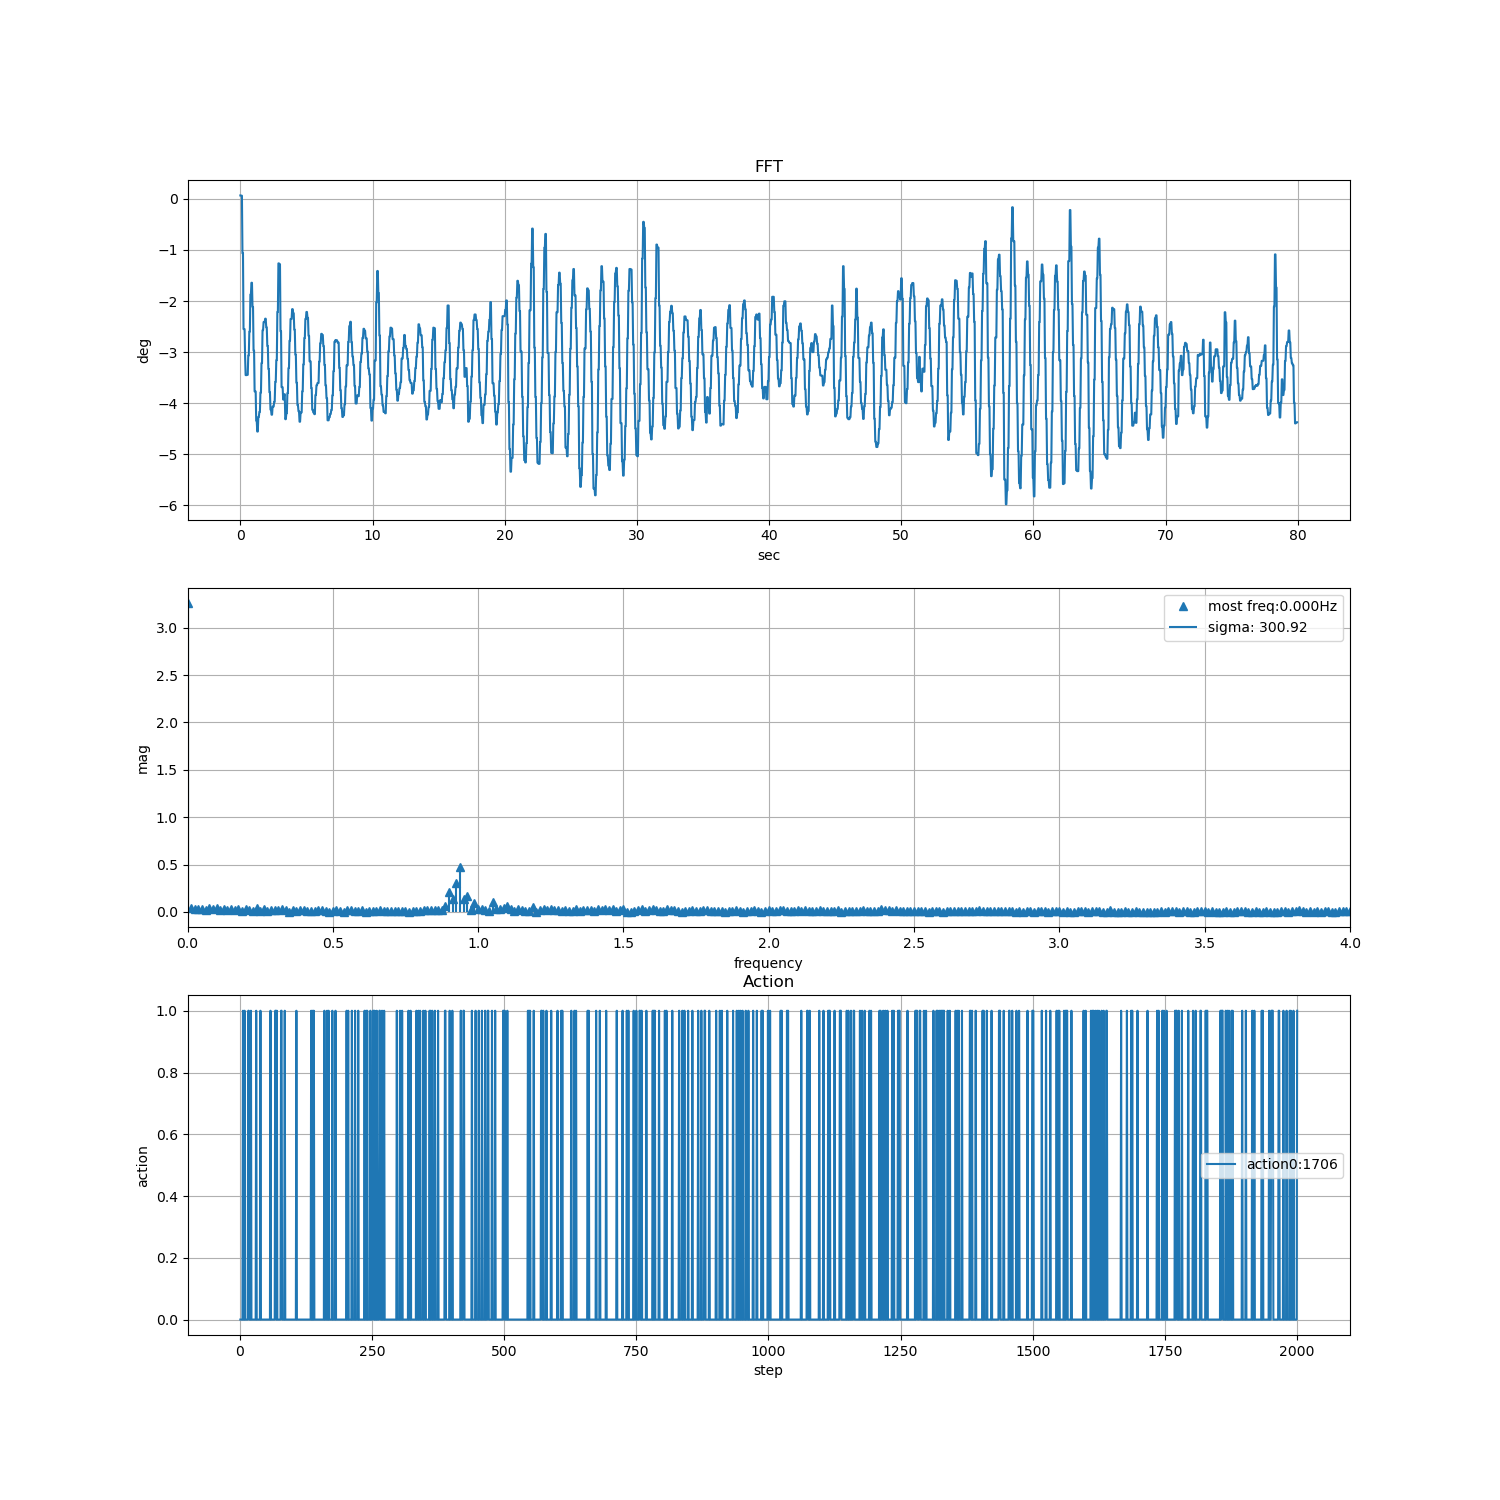 FFT
0
−1
−2
−3
−4
−5
−6
deg
0 10 20 30 40 50 60 70 80
sec
most freq:0.000Hz
sigma: 300.92
3.0
2.5
2.0
1.5
1.0
0.5
0.0
mag
0.0 0.5 1.0 1.5 2.0 2.5 3.0 3.5 4.0
frequency
Action
1.0
0.8
0.6
0.4
0.2
0.0
action
action0:1706
0 250 500 750 1000 1250 1500 1750 2000
step